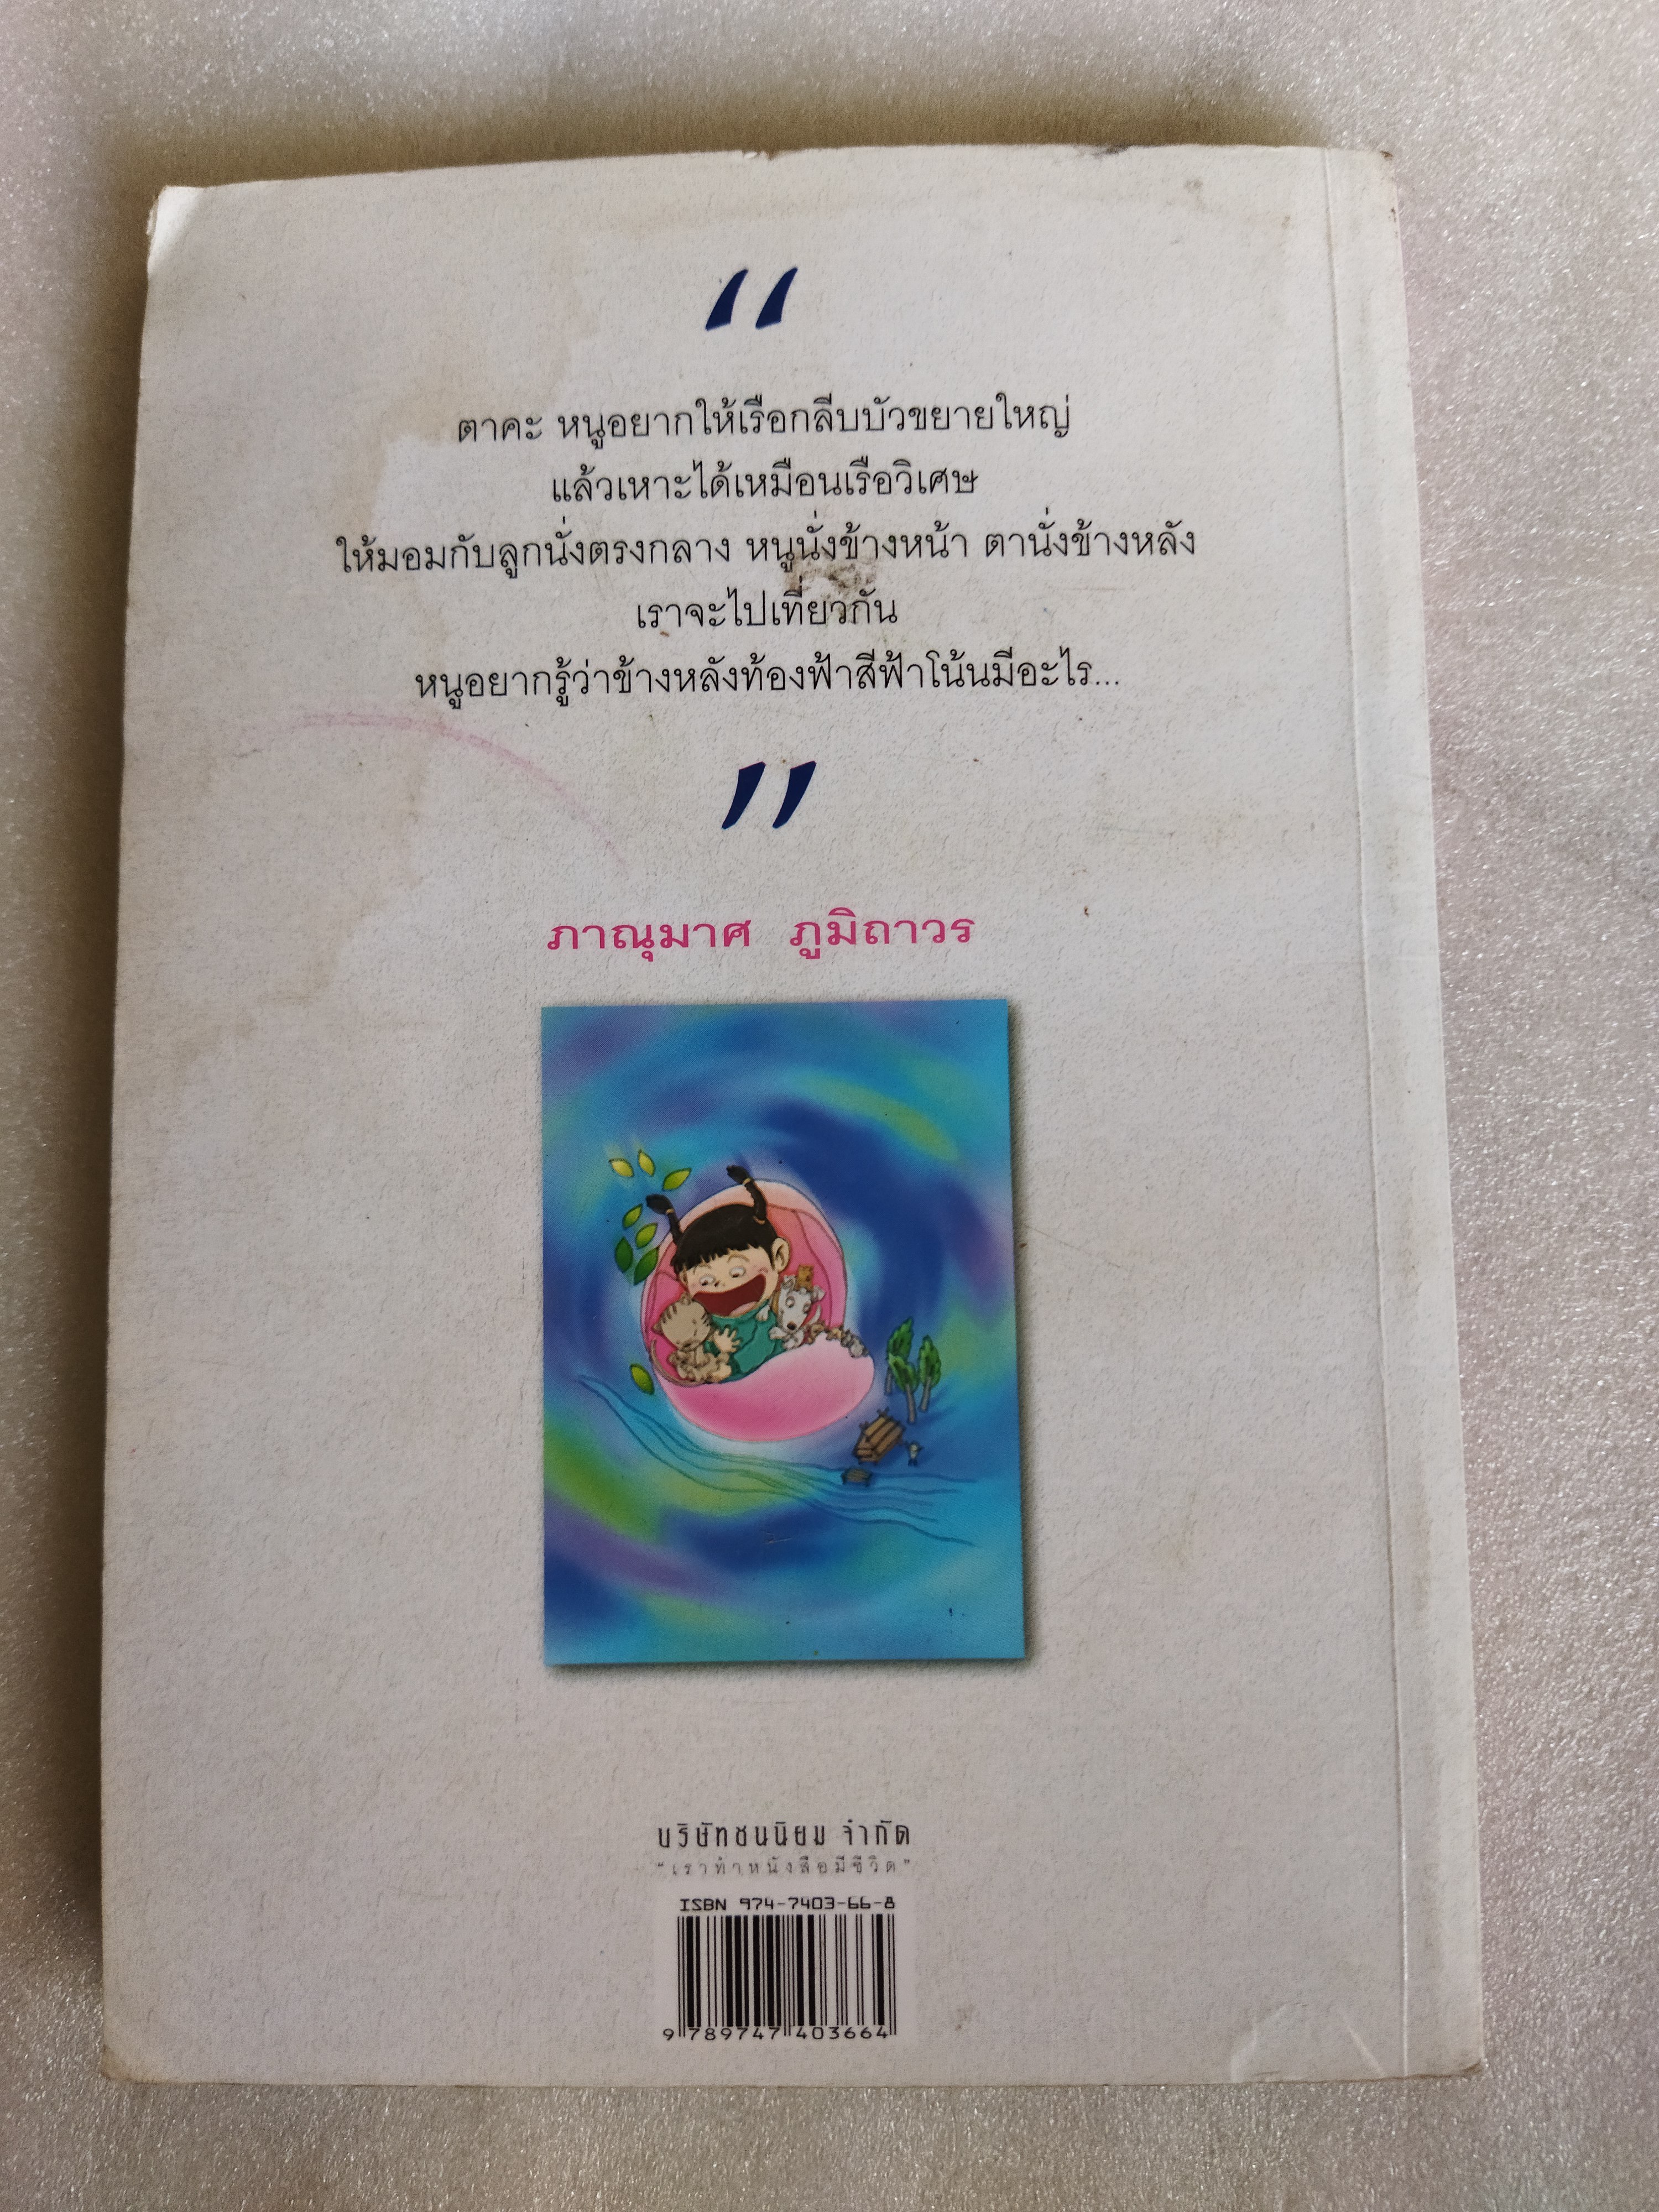 “
ตาคะ หนูอยากให้เรือกลีบบัวขยายใหญ่
แล้วเหาะได้เหมือนเรือวิเศษ
ให้มอมกับลูกนั่งตรงกลาง หนูนั่งข้างหน้า ตานั่งข้างหลัง
เราจะไปเที่ยวกัน
หนูอยากรู้ว่าข้างหลังท้องฟ้าสีฟ้าโน้นมีอะไร...
”
ภาณุมาศ ภูมิถาวร
บริษัทชนนิยม จำกัด
"เราทำหนังสือมีชีวิต"
ISBN 974-7403-66-8
9 789747 403664